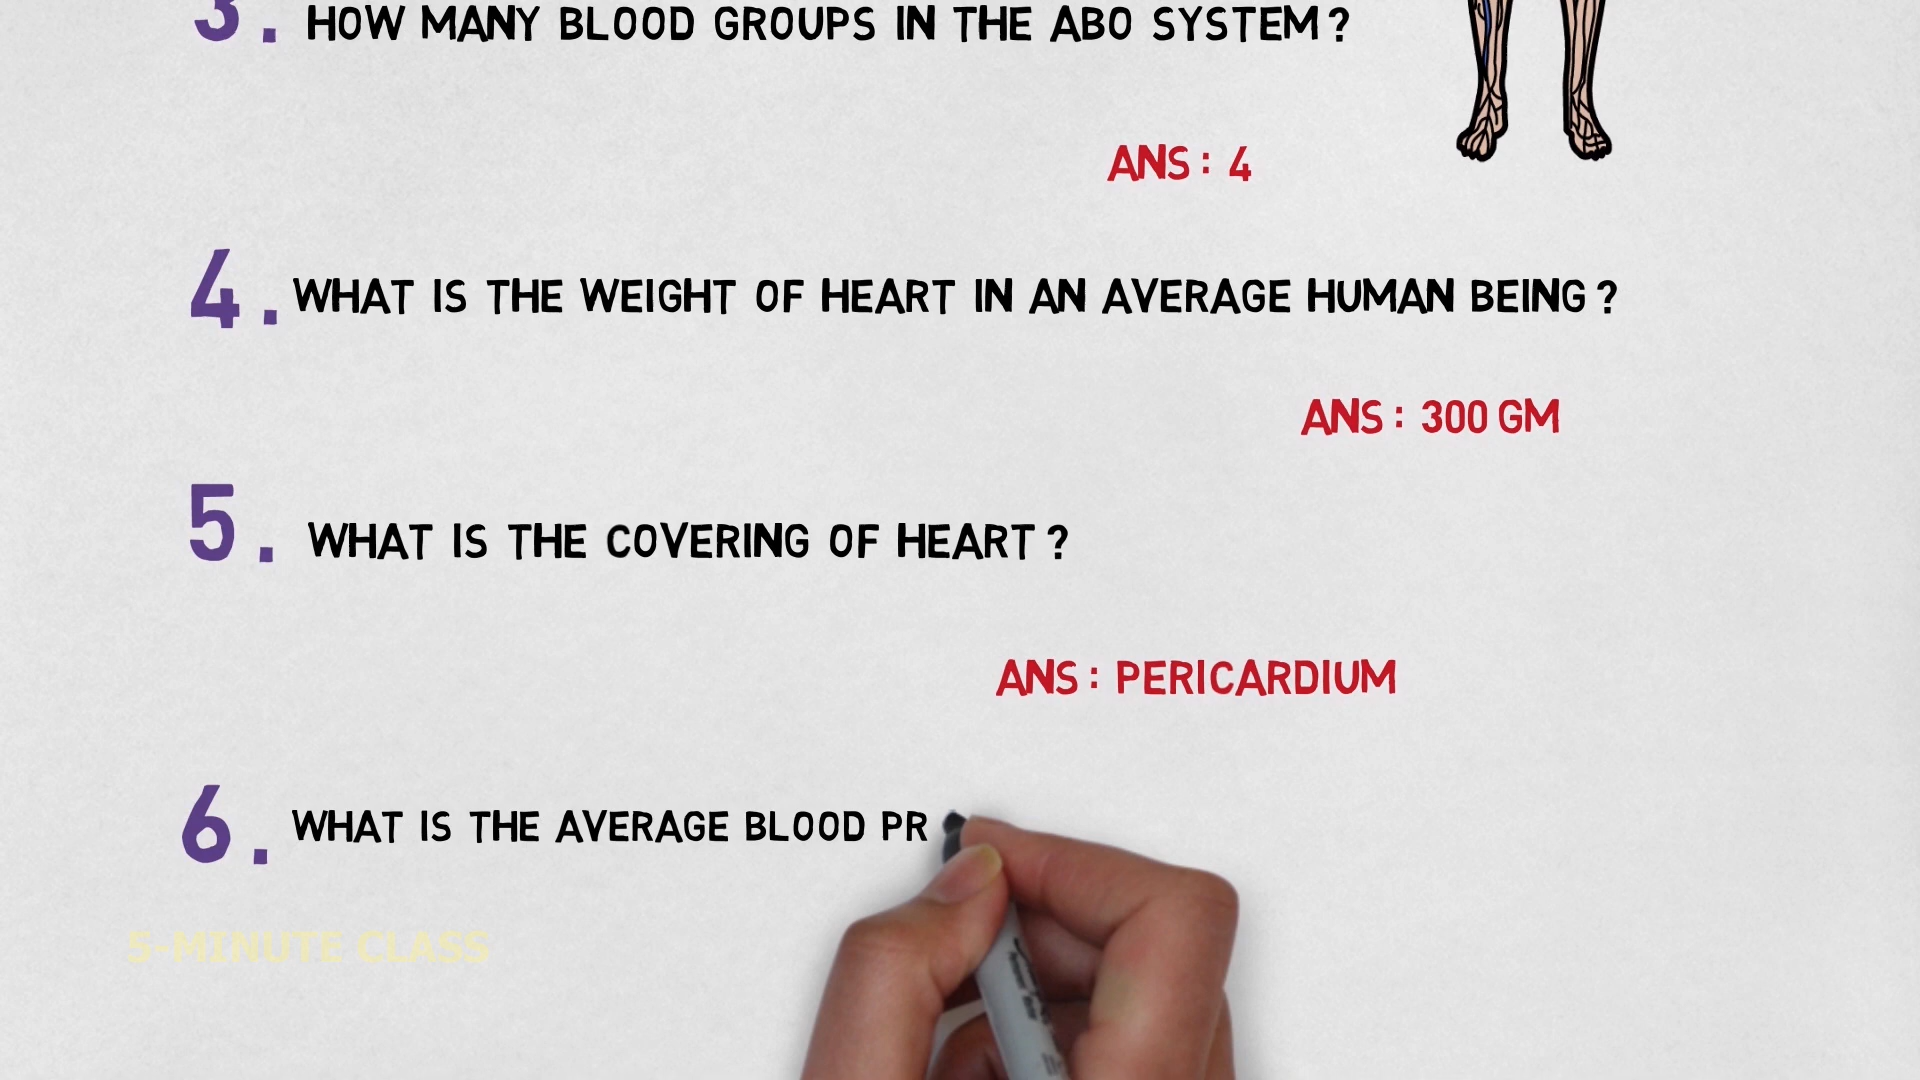 3. HOW MANY BLOOD GROUPS IN THE ABO SYSTEM?
ANS: 4
4. WHAT IS THE WEIGHT OF HEART IN AN AVERAGE HUMAN BEING?
ANS: 300 GM
5. WHAT IS THE COVERING OF HEART?
ANS: PERICARDIUM
6. WHAT IS THE AVERAGE BLOOD PR
5-MINUTE CLASS